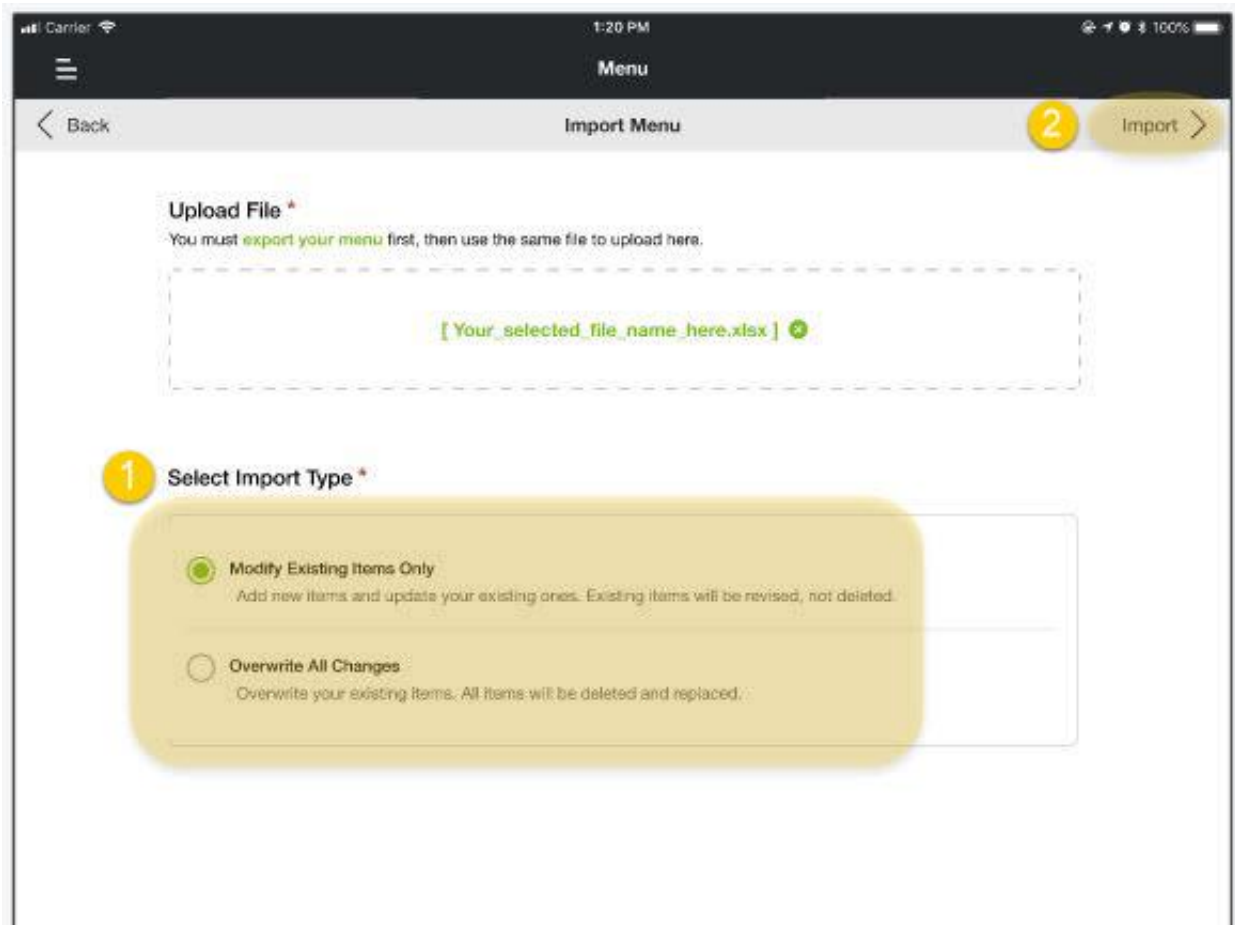 Carrier 1:20 PM 100%
Menu
Back Import Menu 2 Import
Upload File *
You must export your menu first, then use the same file to upload here.
[ Your_selected_file_name_here.xlsx ]
1 Select Import Type *
Modify Existing Items Only
Add new items and update your existing ones. Existing items will be revised, not deleted.
Overwrite All Changes
Overwrite your existing items. All items will be deleted and replaced.